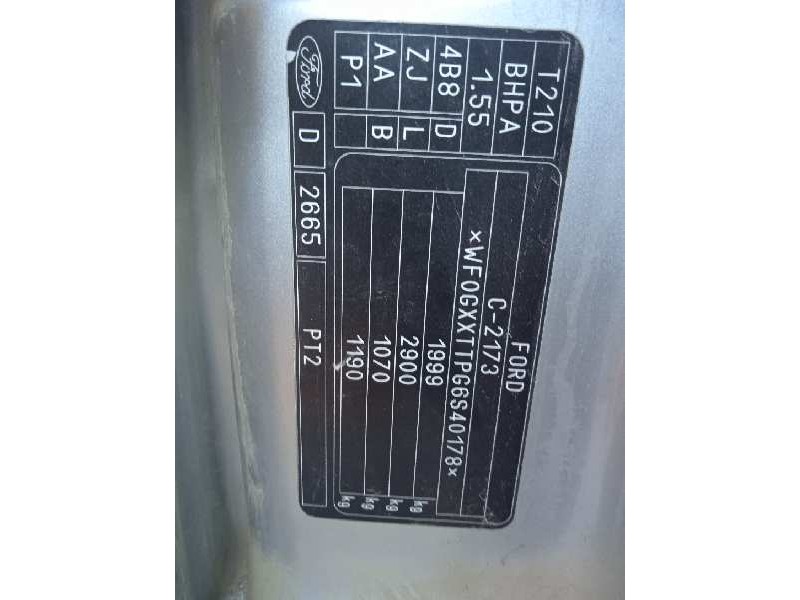 FORD
C-2173
×WF0GXXTTPG6S40178×
1999 kg
2900 kg
1070 kg
1190 kg
T210
BHPA
1.55
4B8 D
ZJ L
AA B
P1
Ford D 2665 PT2